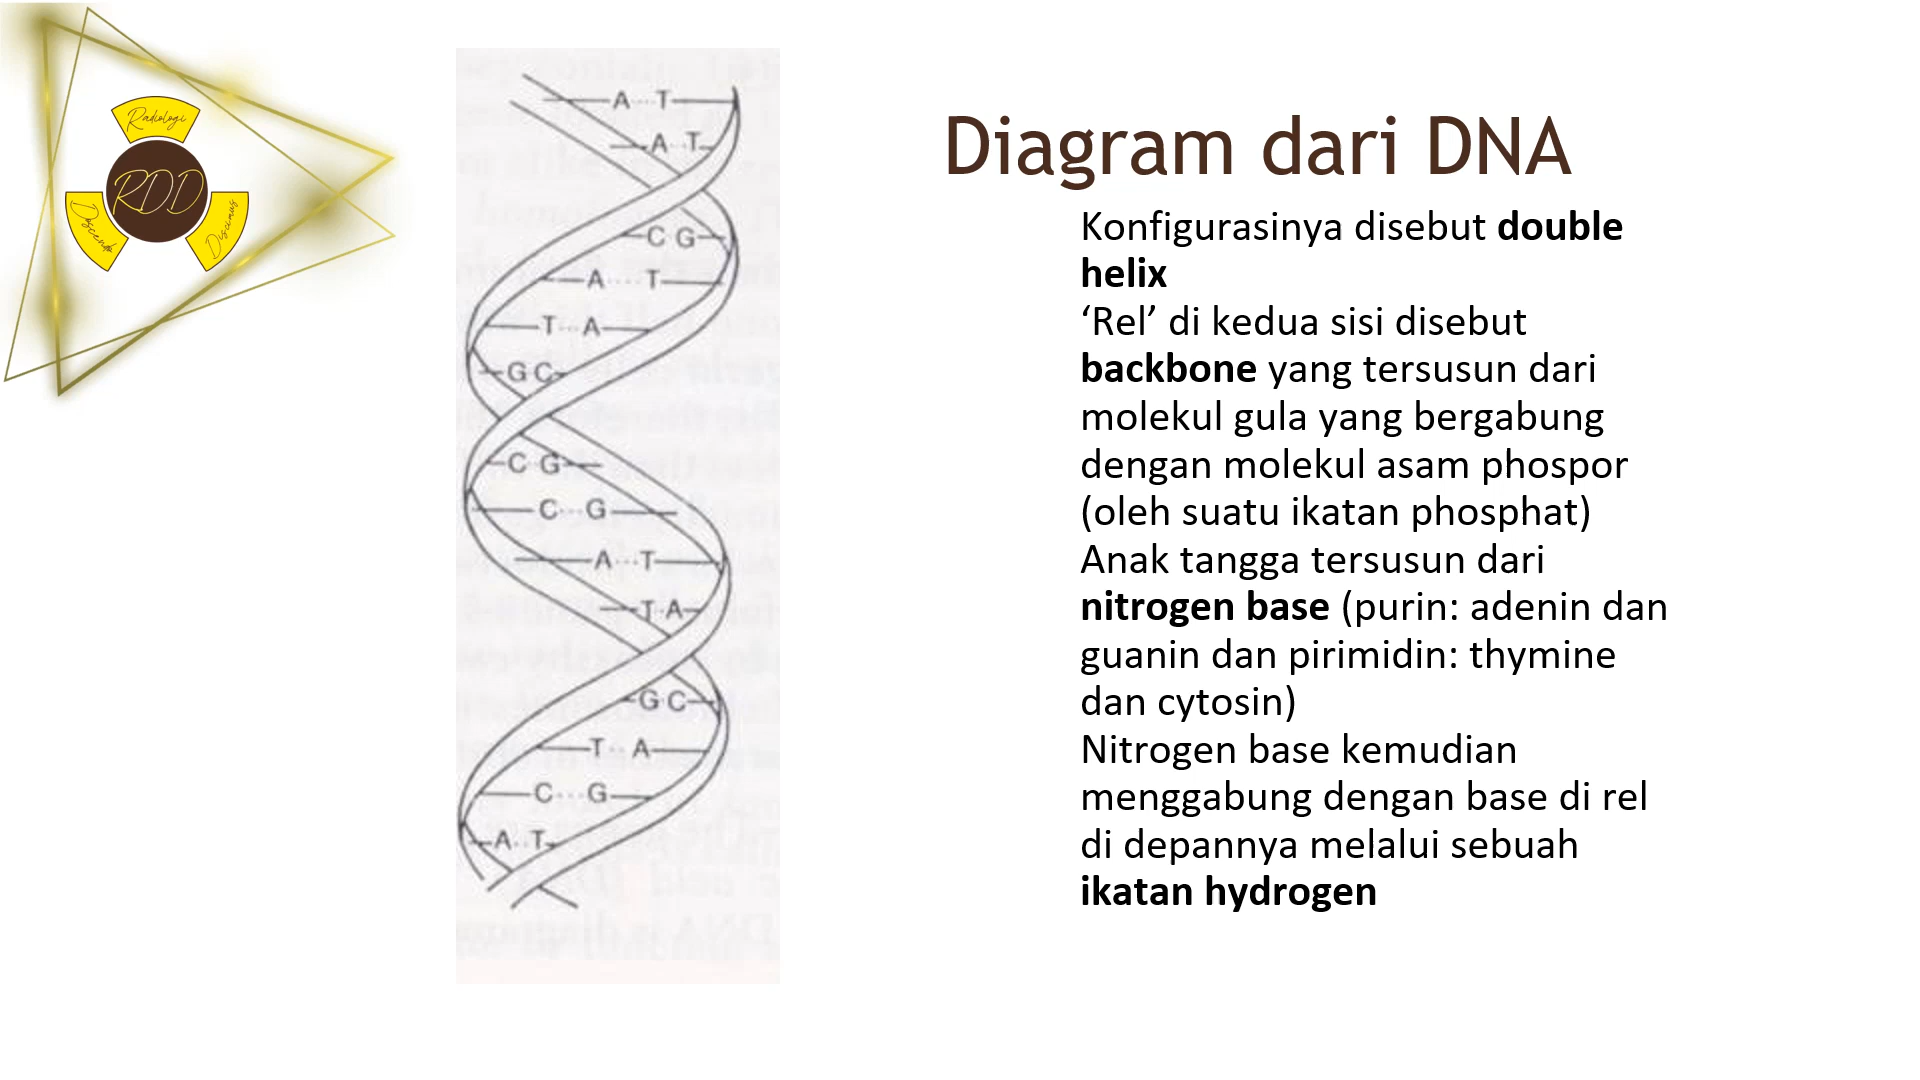 Radiologi
RDD
Docendo
Discimus
A···T
A··T
C G
A····T
T···A
G C
C G
C···G
A···T
T·A
G·C
T··A
C···G
A··T
Diagram dari DNA
Konfigurasinya disebut double
helix
‘Rel’ di kedua sisi disebut
backbone yang tersusun dari
molekul gula yang bergabung
dengan molekul asam phospor
(oleh suatu ikatan phosphat)
Anak tangga tersusun dari
nitrogen base (purin: adenin dan
guanin dan pirimidin: thymine
dan cytosin)
Nitrogen base kemudian
menggabung dengan base di rel
di depannya melalui sebuah
ikatan hydrogen